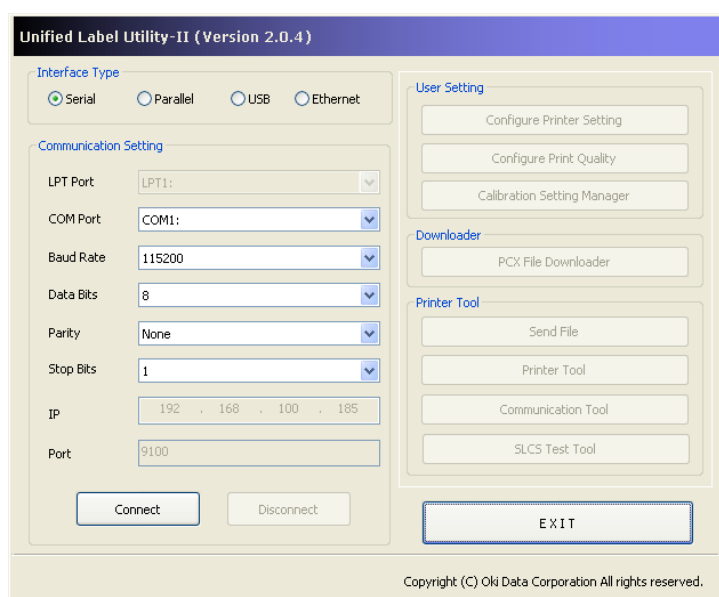 Unified Label Utility-II (Version 2.0.4)
Interface Type
Serial Parallel USB Ethernet
Communication Setting
LPT Port LPT1:
COM Port COM1:
Baud Rate 115200
Data Bits 8
Parity None
Stop Bits 1
IP 192 . 168 . 100 . 185
Port 9100
Connect Disconnect
User Setting
Configure Printer Setting
Configure Print Quality
Calibration Setting Manager
Downloader
PCX File Downloader
Printer Tool
Send File
Printer Tool
Communication Tool
SLCS Test Tool
EXIT
Copyright (C) Oki Data Corporation All rights reserved.